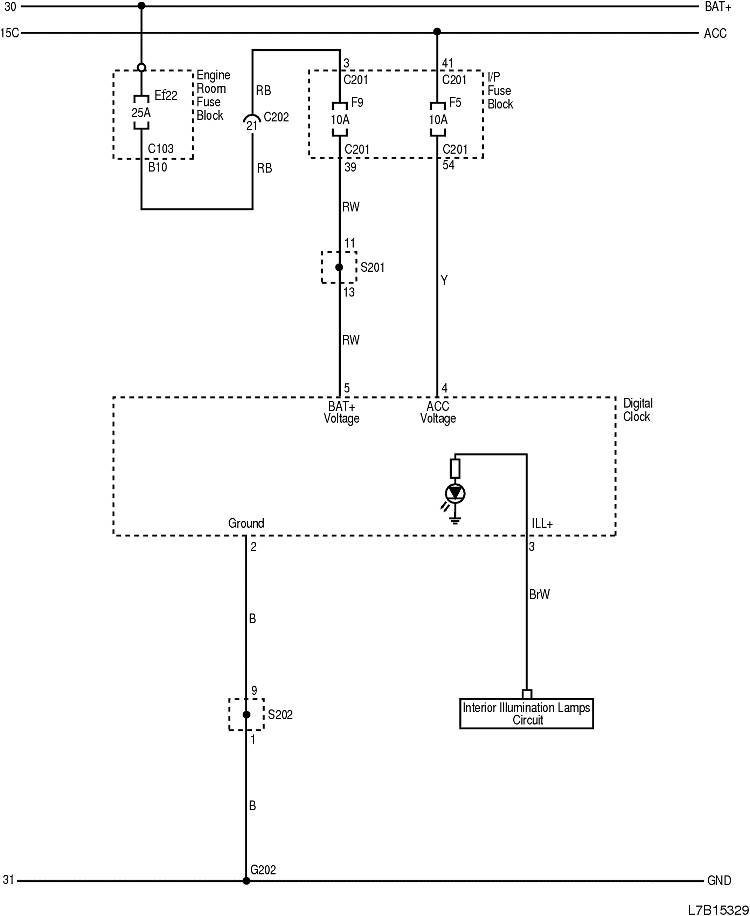 30
BAT+
15C
ACC
Engine
Room
Fuse
Block
Ef22
25A
C103
B10
RB
21
C202
RB
3
C201
41
C201
I/P
Fuse
Block
F9
10A
F5
10A
C201
39
C201
54
RW
11
S201
13
Y
RW
5
4
BAT+
Voltage
ACC
Voltage
Digital
Clock
Ground
ILL+
2
3
B
BrW
9
S202
1
Interior Illumination Lamps
Circuit
B
G202
31
GND
L7B15329